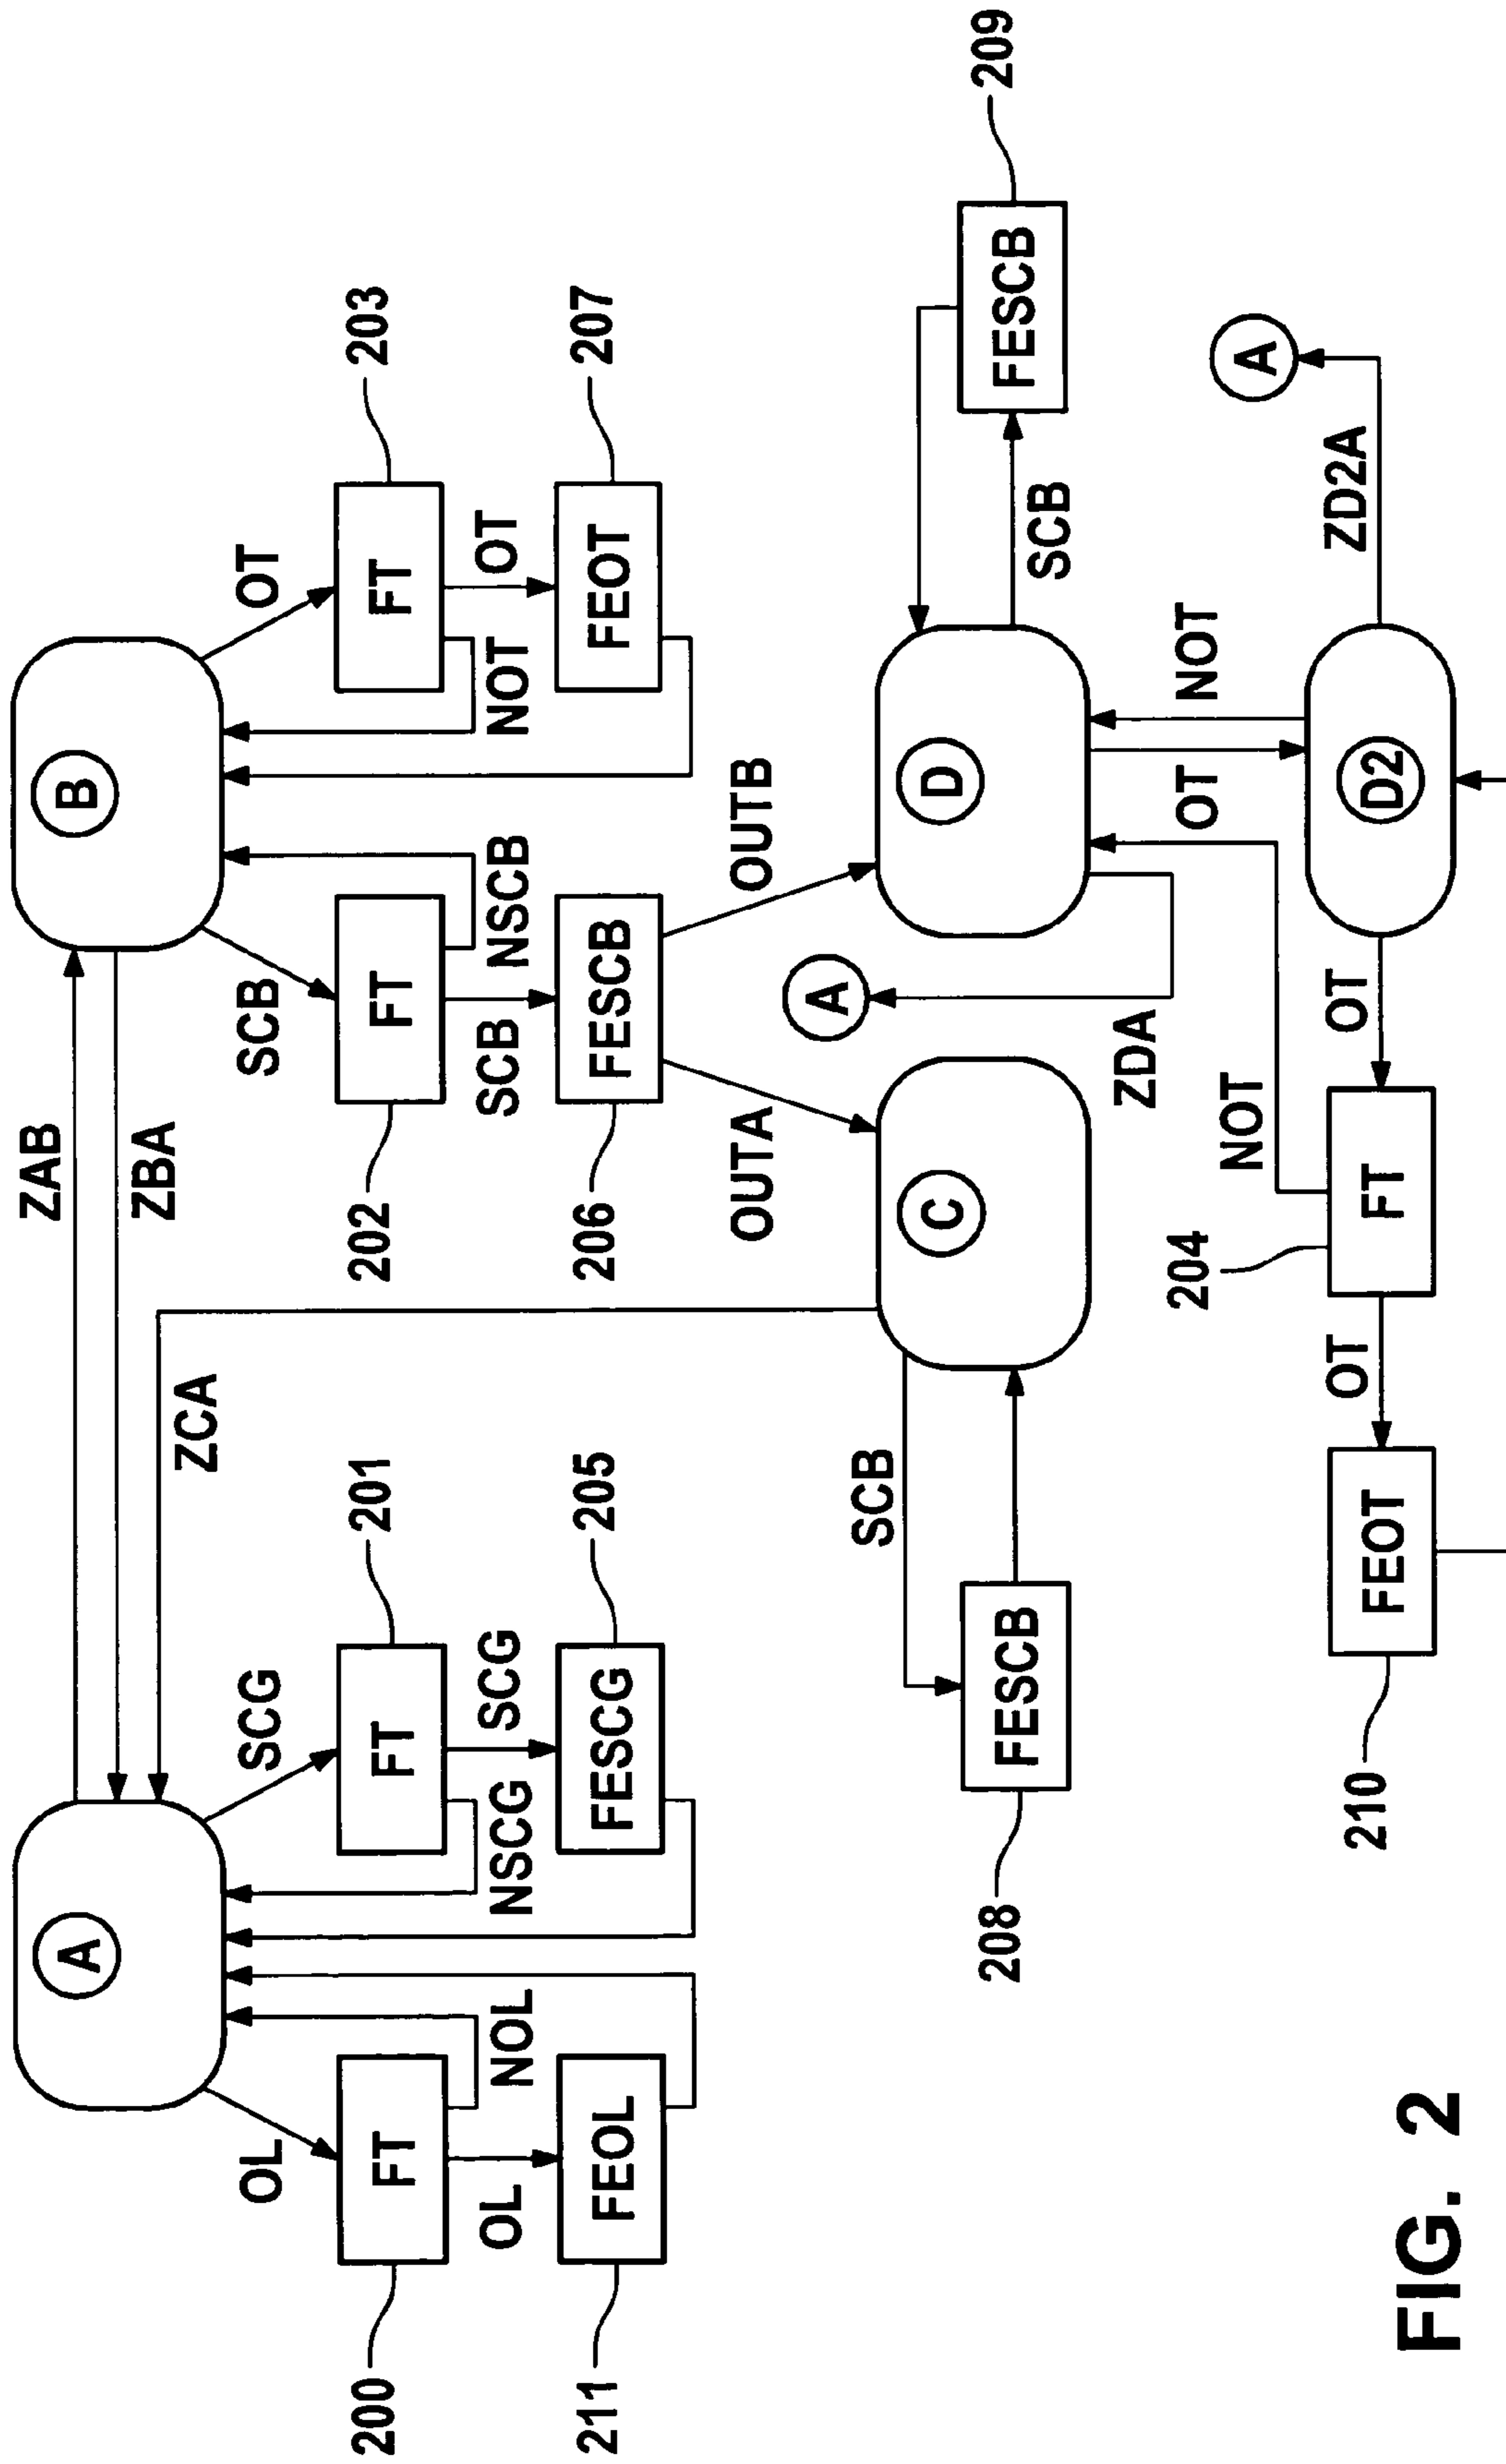 ZAB
ZBA
ZCA
A
B
OL
SCG
SCB
OT
200
FT
201
FT
202
FT
203
FT
OL
NOL
NSCG
SCG
SCB
NSCB
NOT
OT
211
FEOL
205
FESCG
206
FESCB
207
FEOT
OUTA
OUTB
A
SCB
C
D
208
FESCB
209
FESCB
SCB
ZDA
204
NOT
OT
NOT
A
ZD2A
210
FEOT
OT
FT
OT
D2
FIG. 2